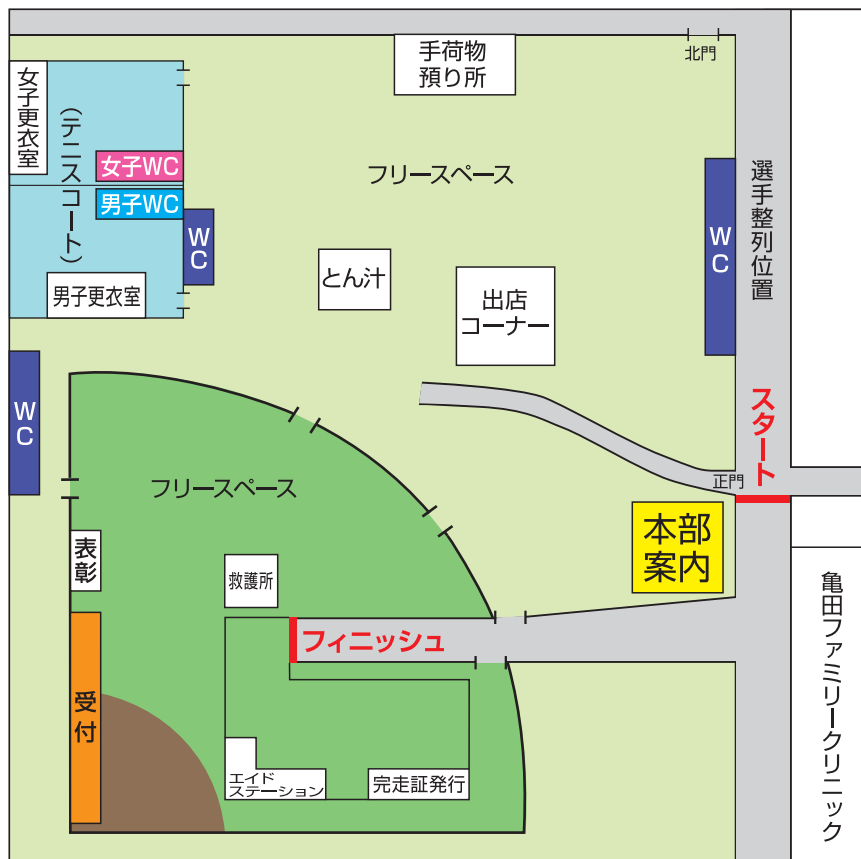 手荷物
預り所
北門
女子更衣室
（テニスコート）
女子WC
男子WC
WC
男子更衣室
フリースペース
WC
選手整列位置
とん汁
出店
コーナー
WC
スタート
正門
フリースペース
本部
案内
表彰
救護所
フィニッシュ
受付
エイド
ステーション
完走証発行
亀田ファミリークリニック